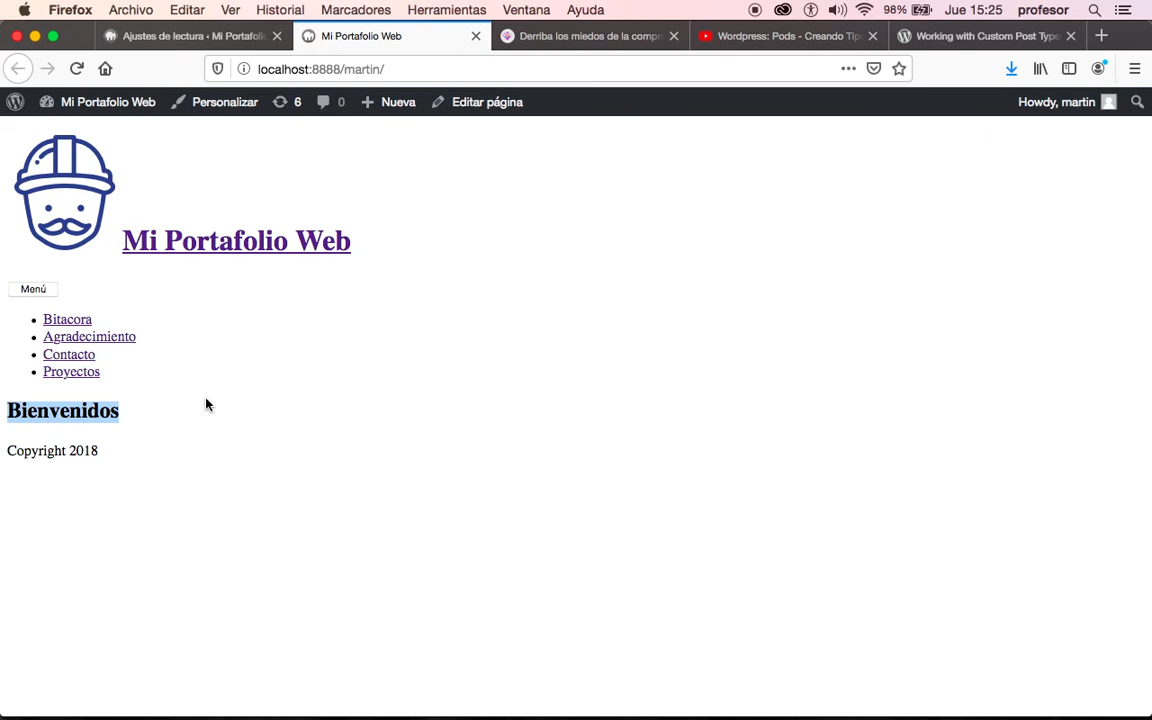 Firefox Archivo Editar Ver Historial Marcadores Herramientas Ventana Ayuda 98% Jue 15:25 profesor
Ajustes de lectura ‹ Mi Portafolio Mi Portafolio Web Derriba los miedos de la compr Wordpress: Pods - Creando Tip Working with Custom Post Type
localhost:8888/martin/
Mi Portafolio Web Personalizar 6 0 Nueva Editar página Howdy, martin
Mi Portafolio Web
Menú
Bitacora
Agradecimiento
Contacto
Proyectos
Bienvenidos
Copyright 2018